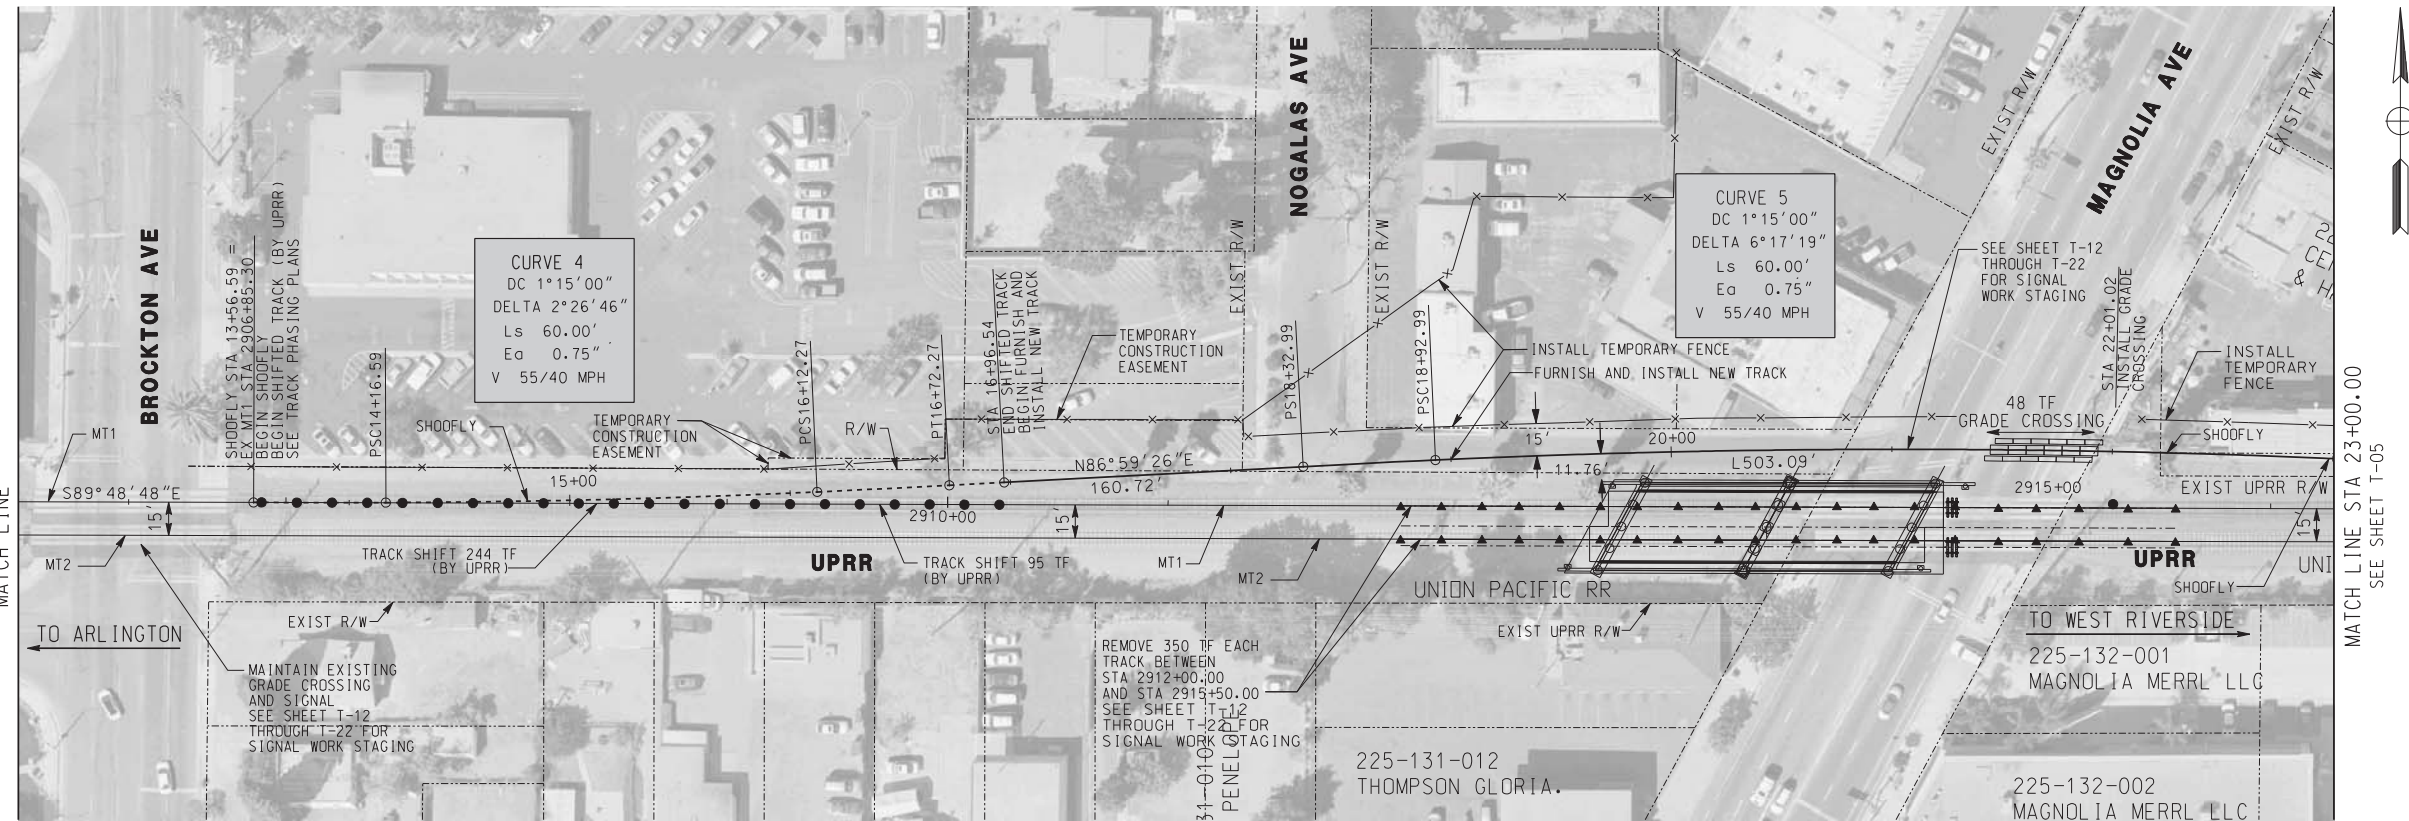 MATCH LINE
BROCKTON AVE
SHOOFLY STA 13+56.59 =
EX MT1 STA 2906+85.30
BEGIN SHOOFLY
BEGIN SHIFTED TRACK (BY UPRR)
SEE TRACK PHASING PLANS
PSC14+16.59
CURVE 4
DC 1°15'00"
DELTA 2°26'46"
Ls 60.00'
Ea 0.75"
V 55/40 MPH
SHOOFLY
TEMPORARY
CONSTRUCTION
EASEMENT
PCS16+12.27
R/W
PT16+72.27
STA 16+96.54
END SHIFTED TRACK
BEGIN FURNISH AND
INSTALL NEW TRACK
TEMPORARY
CONSTRUCTION
EASEMENT
EXIST R/W
NOGALAS AVE
PS18+32.99
EXIST R/W
PSC18+92.99
INSTALL TEMPORARY FENCE
FURNISH AND INSTALL NEW TRACK
CURVE 5
DC 1°15'00"
DELTA 6°17'19"
Ls 60.00'
Ea 0.75"
V 55/40 MPH
EXIST R/W
MAGNOLIA AVE
EXIST R/W
SEE SHEET T-12
THROUGH T-22
FOR SIGNAL
WORK STAGING
STA 22+01.02
INSTALL GRADE
CROSSING
INSTALL
TEMPORARY
FENCE
48 TF
GRADE CROSSING
SHOOFLY
MT1
S89°48'48"E
15'
15+00
N86°59'26"E
160.72'
15'
11.76
20+00
L503.09'
2915+00
EXIST UPRR R/W
15'
2910+00
15'
MT2
TRACK SHIFT 244 TF
(BY UPRR)
UPRR
TRACK SHIFT 95 TF
(BY UPRR)
MT1
MT2
UNION PACIFIC RR
UPRR
UNI
SHOOFLY
EXIST R/W
EXIST UPRR R/W
TO ARLINGTON
TO WEST RIVERSIDE
MAINTAIN EXISTING
GRADE CROSSING
AND SIGNAL
SEE SHEET T-12
THROUGH T-22 FOR
SIGNAL WORK STAGING
REMOVE 350 TF EACH
TRACK BETWEEN
STA 2912+00.00
AND STA 2915+50.00
SEE SHEET T-12
THROUGH T-22 FOR
SIGNAL WORK STAGING
PENELOPE
225-131-012
THOMPSON GLORIA.
225-132-001
MAGNOLIA MERRL LLC
225-132-002
MAGNOLIA MERRL LLC
MATCH LINE STA 23+00.00
SEE SHEET T-05